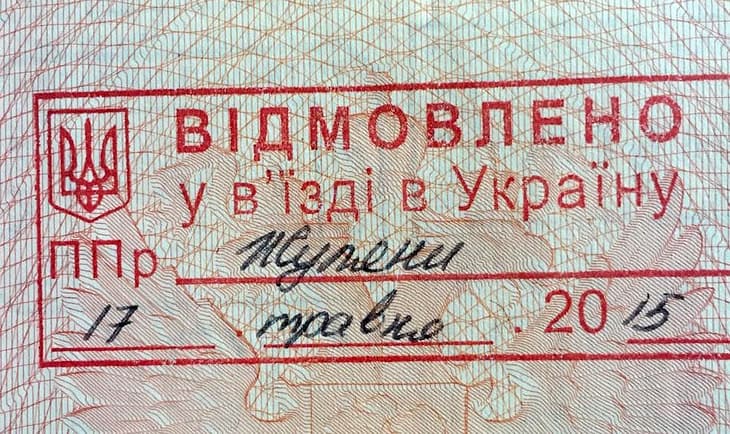 ВІДМОВЛЕНО
у в'їзді в Україну
ППр Жуляни
17 . травня . 2015